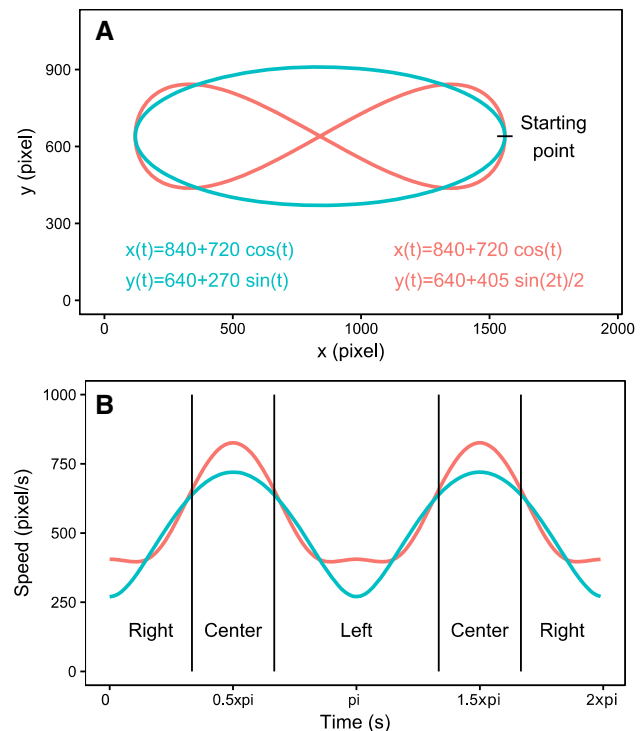 A
900
600
300
0
y (pixel)
Starting
point
x(t)=840+720 cos(t)
y(t)=640+270 sin(t)
x(t)=840+720 cos(t)
y(t)=640+405 sin(2t)/2
0
500
1000
1500
2000
x (pixel)
B
1000
750
500
250
0
Speed (pixel/s)
Right
Center
Left
Center
Right
0
0.5xpi
pi
1.5xpi
2xpi
Time (s)